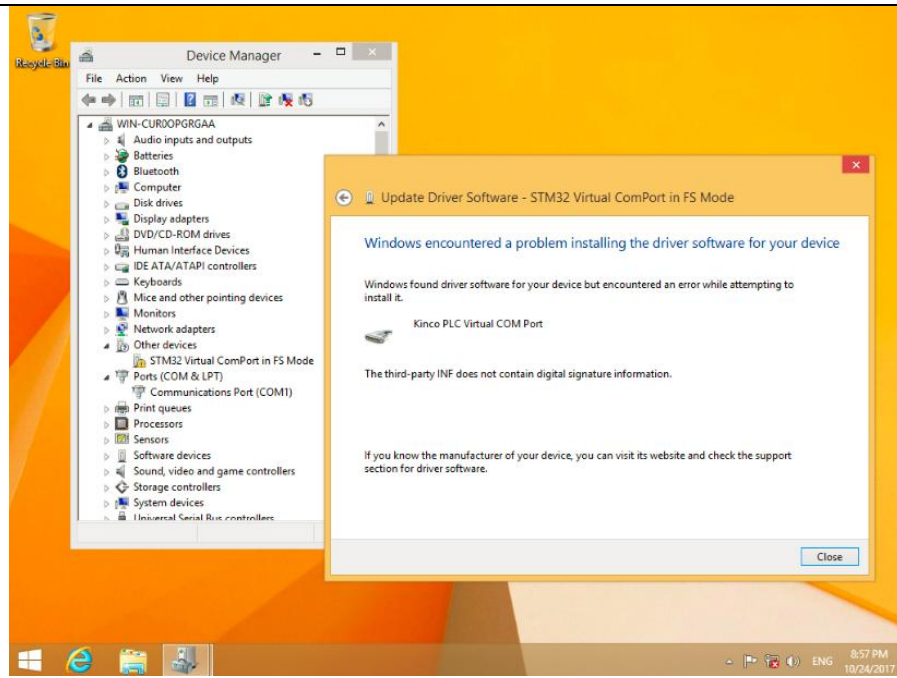 Recycle Bin
Device Manager
File Action View Help
WIN-CUR0OPGRGAA
Audio inputs and outputs
Batteries
Bluetooth
Computer
Disk drives
Display adapters
DVD/CD-ROM drives
Human Interface Devices
IDE ATA/ATAPI controllers
Keyboards
Mice and other pointing devices
Monitors
Network adapters
Other devices
STM32 Virtual ComPort in FS Mode
Ports (COM & LPT)
Communications Port (COM1)
Print queues
Processors
Sensors
Software devices
Sound, video and game controllers
Storage controllers
System devices
Universal Serial Bus controllers
Update Driver Software - STM32 Virtual ComPort in FS Mode
Windows encountered a problem installing the driver software for your device
Windows found driver software for your device but encountered an error while attempting to
install it.
Kinco PLC Virtual COM Port
The third-party INF does not contain digital signature information.
If you know the manufacturer of your device, you can visit its website and check the support
section for driver software.
Close
ENG
8:57 PM
10/24/2017